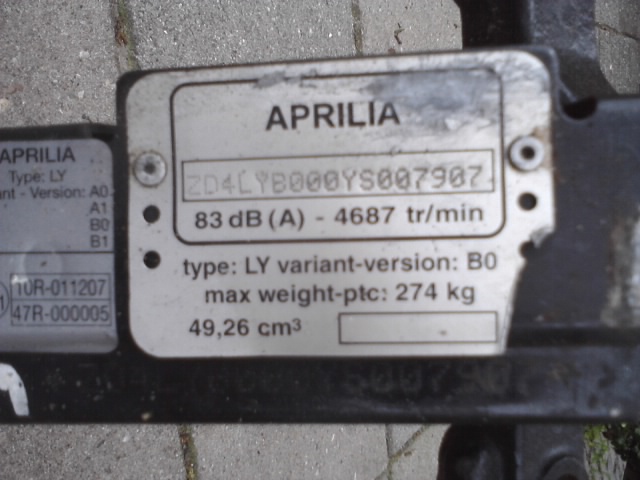 APRILIA
ZD4LYB000YS007907
83 dB (A) - 4687 tr/min
type: LY variant-version: B0
max weight-ptc: 274 kg
49,26 cm³
APRILIA
Type: LY
- Version: A0
A1
B0
B1
10R-011207
47R-000005